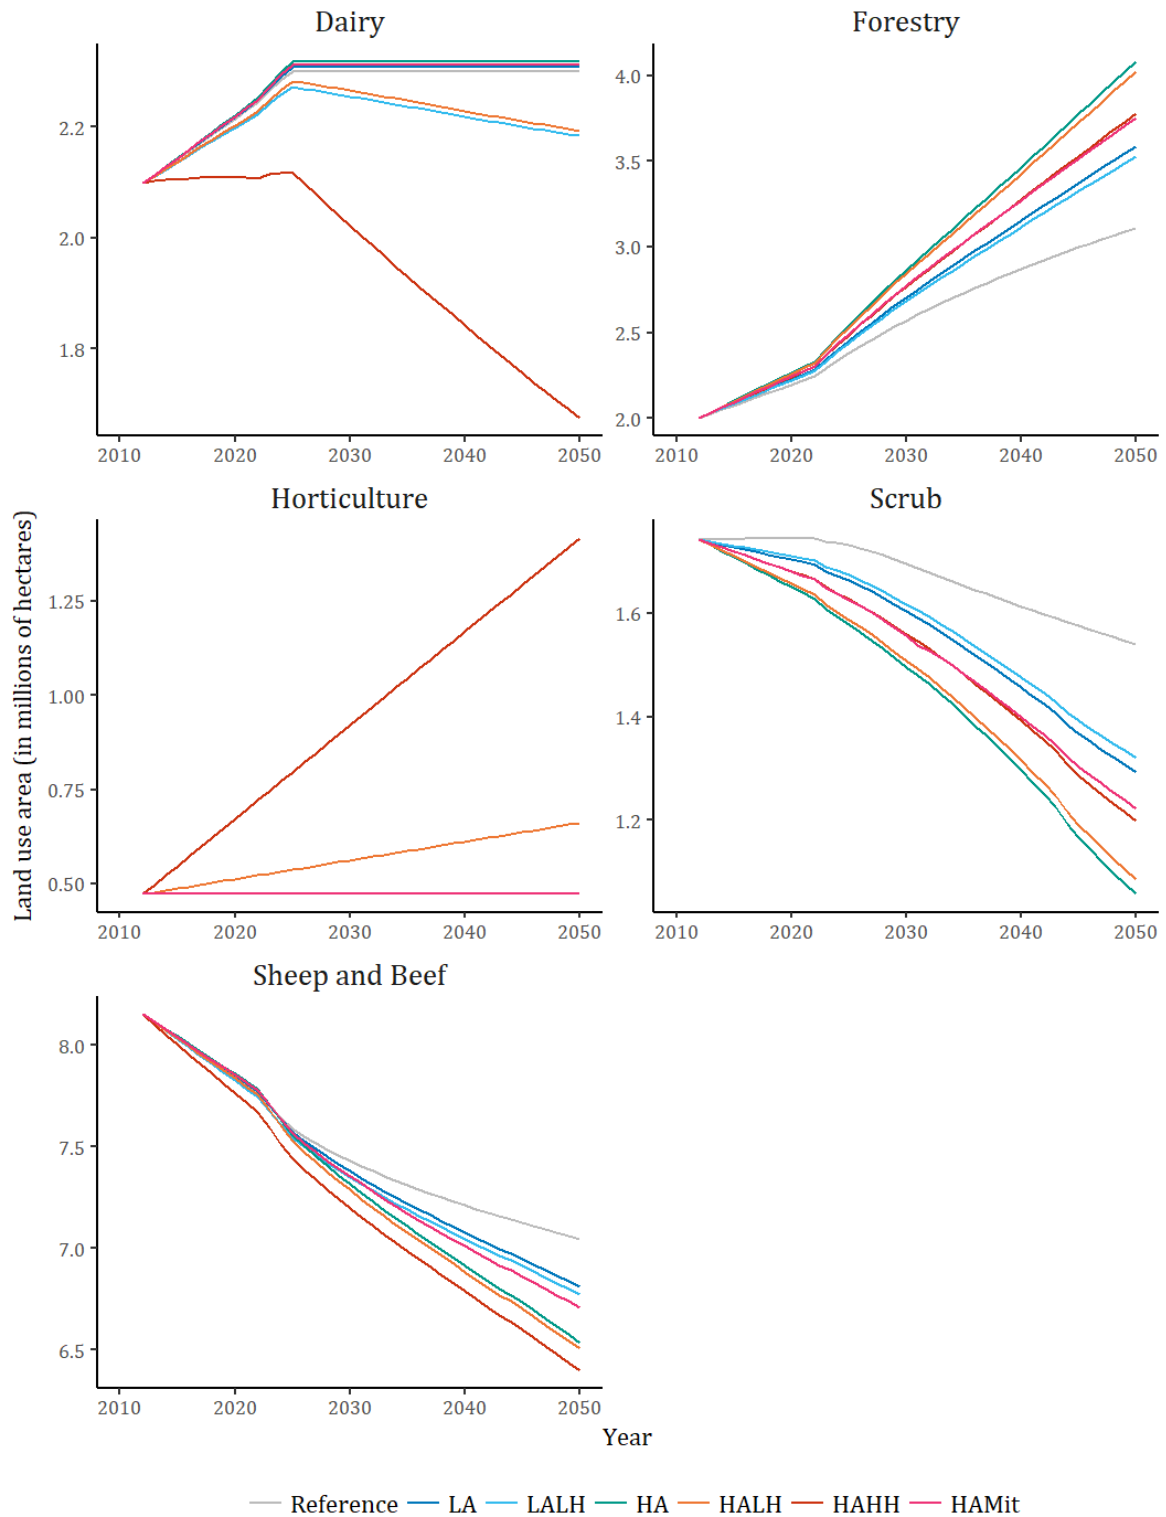 Dairy
Forestry
2.2
2.0
1.8
4.0
3.5
3.0
2.5
2.0
2010 2020 2030 2040 2050
2010 2020 2030 2040 2050
Horticulture
Scrub
Land use area (in millions of hectares)
1.25
1.00
0.75
0.50
1.6
1.4
1.2
2010 2020 2030 2040 2050
2010 2020 2030 2040 2050
Sheep and Beef
8.0
7.5
7.0
6.5
2010 2020 2030 2040 2050
Year
Reference LA LALH HA HALH HAHH HAMit